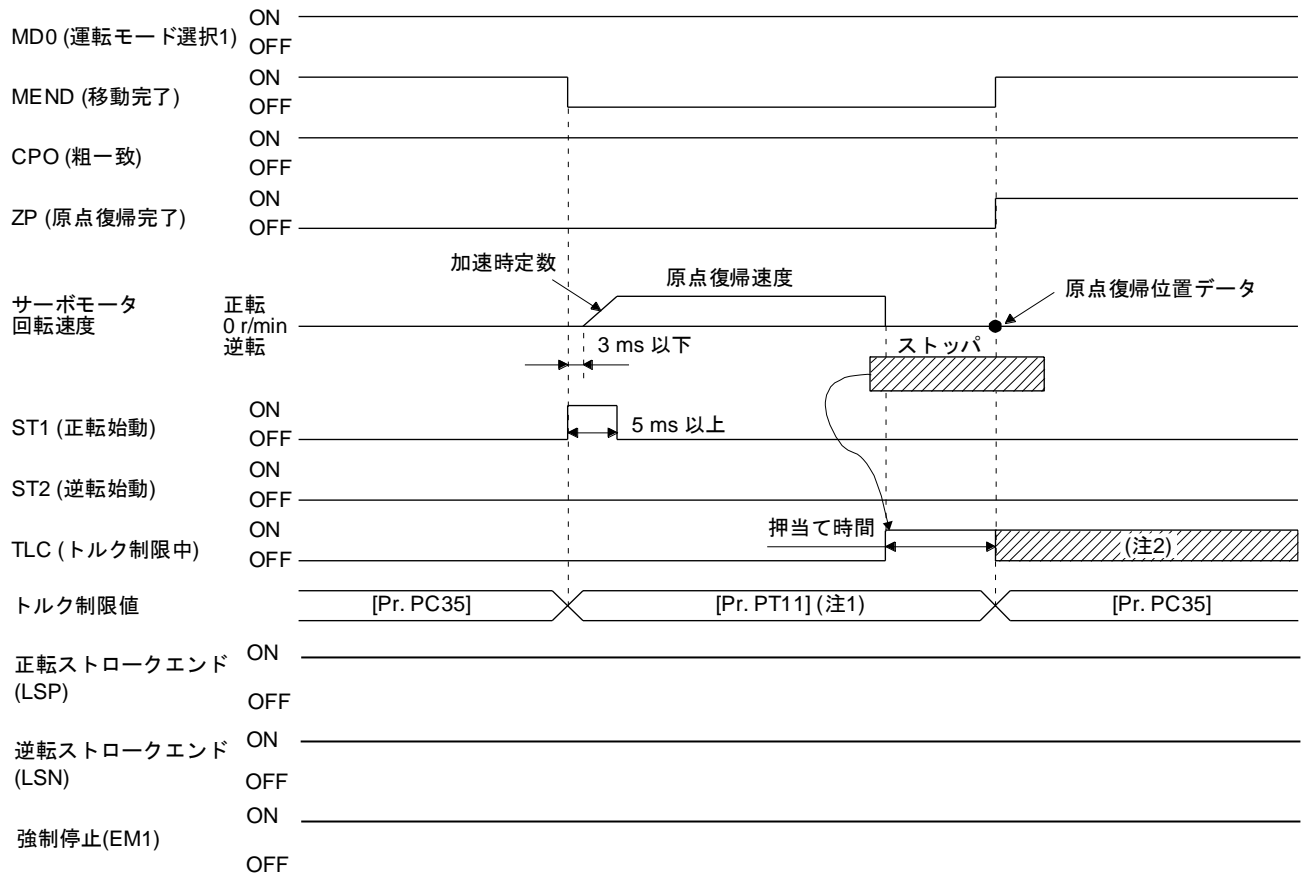 MD0 (運転モード選択1)
ON
OFF
MEND (移動完了)
ON
OFF
CPO (粗一致)
ON
OFF
ZP (原点復帰完了)
ON
OFF
加速時定数
原点復帰速度
原点復帰位置データ
サーボモータ
回転速度
正転
0 r/min
逆転
3 ms 以下
ストッパ
ST1 (正転始動)
ON
OFF
5 ms 以上
ST2 (逆転始動)
ON
OFF
TLC (トルク制限中)
ON
OFF
押当て時間
(注2)
トルク制限値
[Pr. PC35]
[Pr. PT11] (注1)
[Pr. PC35]
正転ストロークエンド
(LSP)
ON
OFF
逆転ストロークエンド
(LSN)
ON
OFF
強制停止(EM1)
ON
OFF